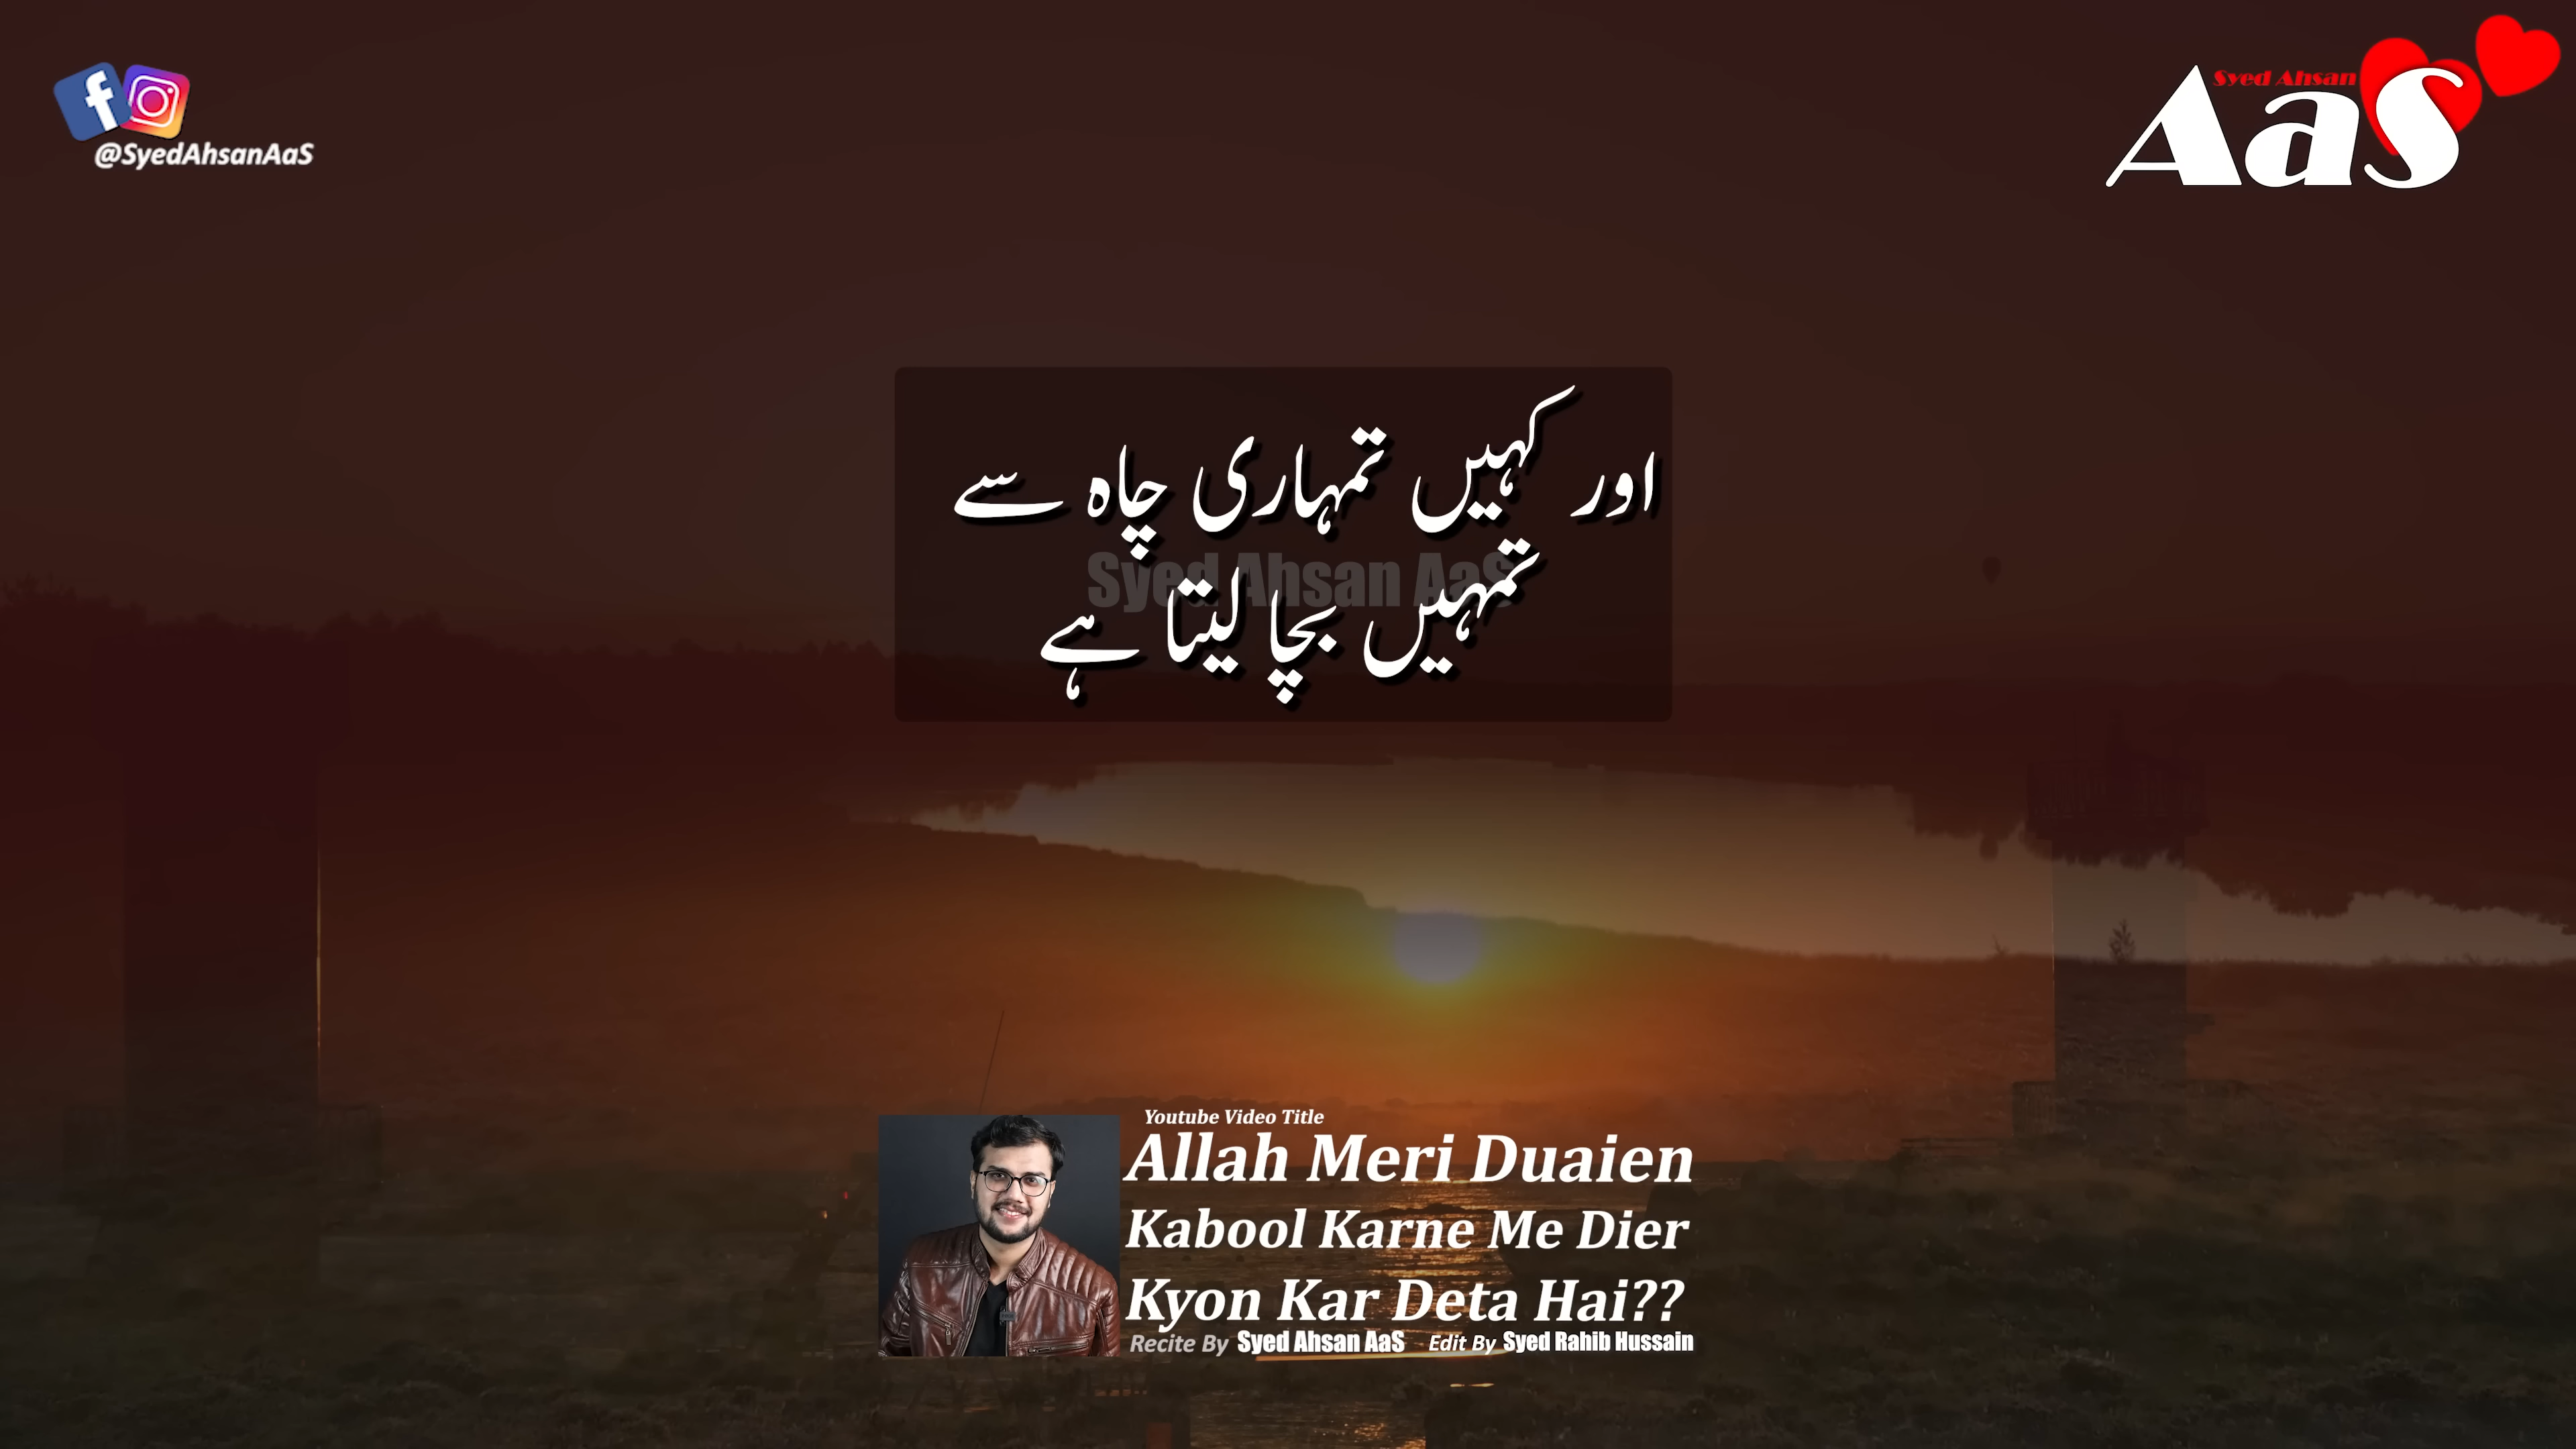 @SyedAhsanAaS
Syed Ahsan
AaS
اور کہیں تمہاری چاہ سے
Syed Ahsan AaS
تمہیں بچا لیتا ہے
Youtube Video Title
Allah Meri Duaien
Kabool Karne Me Dier
Kyon Kar Deta Hai??
Recite By Syed Ahsan AaS Edit By Syed Rahib Hussain